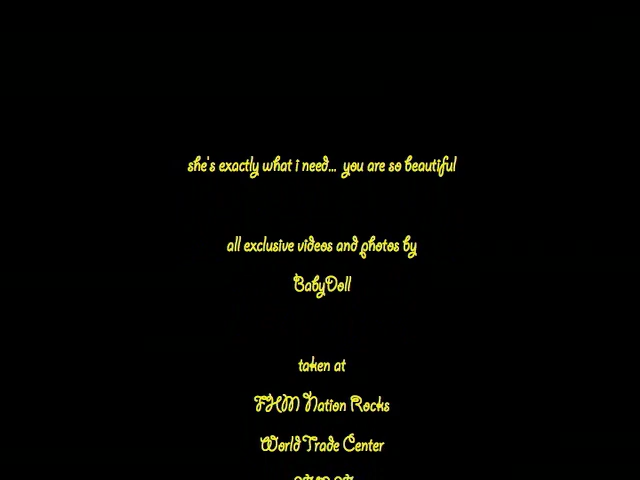 she's exactly what i need... you are so beautiful
all exclusive videos and photos by
BabyDoll
taken at
FHM Nation Rocks
World Trade Center